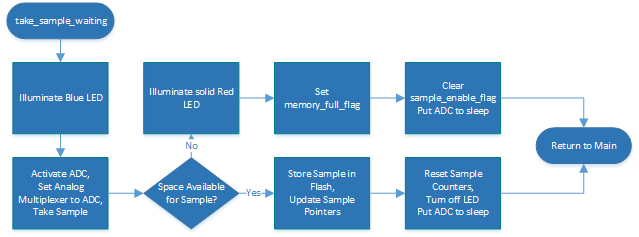 take_sample_waiting
Illuminate Blue LED
Illuminate solid Red
LED
Set
memory_full_flag
Clear
sample_enable_flag
Put ADC to sleep
Return to Main
No
Activate ADC,
Set Analog
Multiplexer to ADC,
Take Sample
Space Available
for Sample?
Yes
Store Sample in
Flash,
Update Sample
Pointers
Reset Sample
Counters,
Turn off LED
Put ADC to sleep